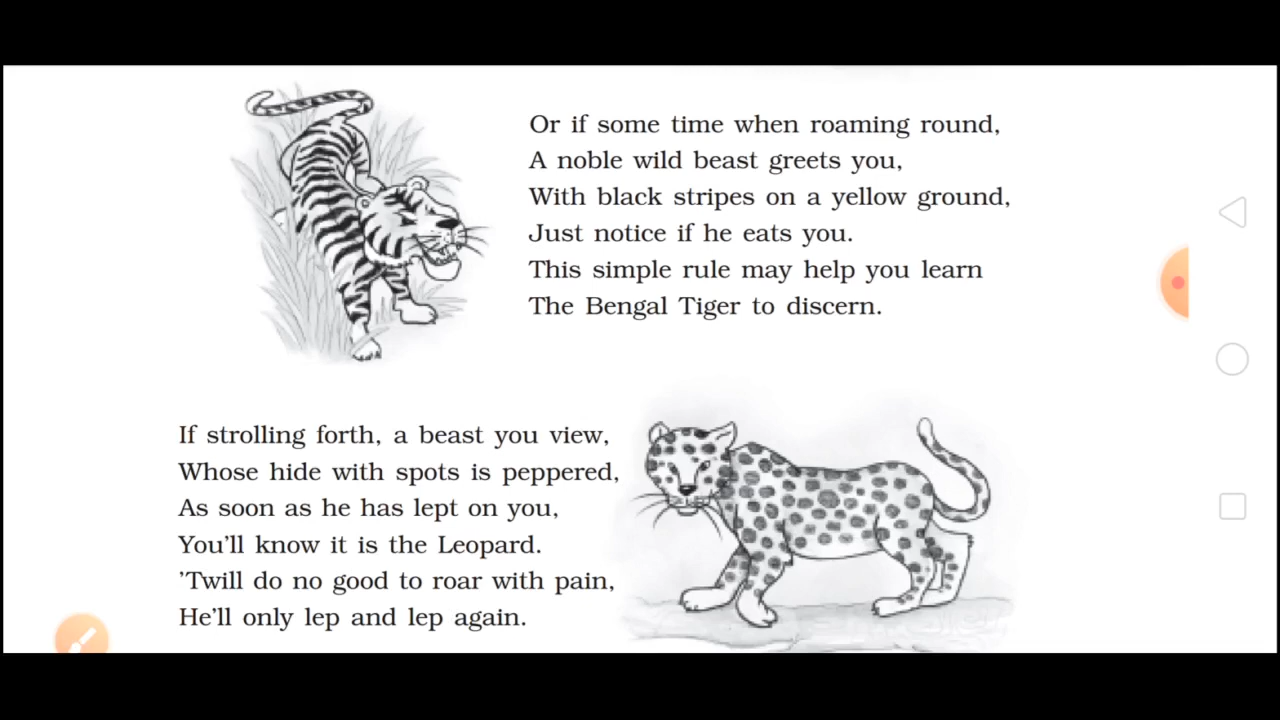 Or if some time when roaming round,
A noble wild beast greets you,
With black stripes on a yellow ground,
Just notice if he eats you.
This simple rule may help you learn
The Bengal Tiger to discern.
If strolling forth, a beast you view,
Whose hide with spots is peppered,
As soon as he has lept on you,
You’ll know it is the Leopard.
’Twill do no good to roar with pain,
He’ll only lep and lep again.